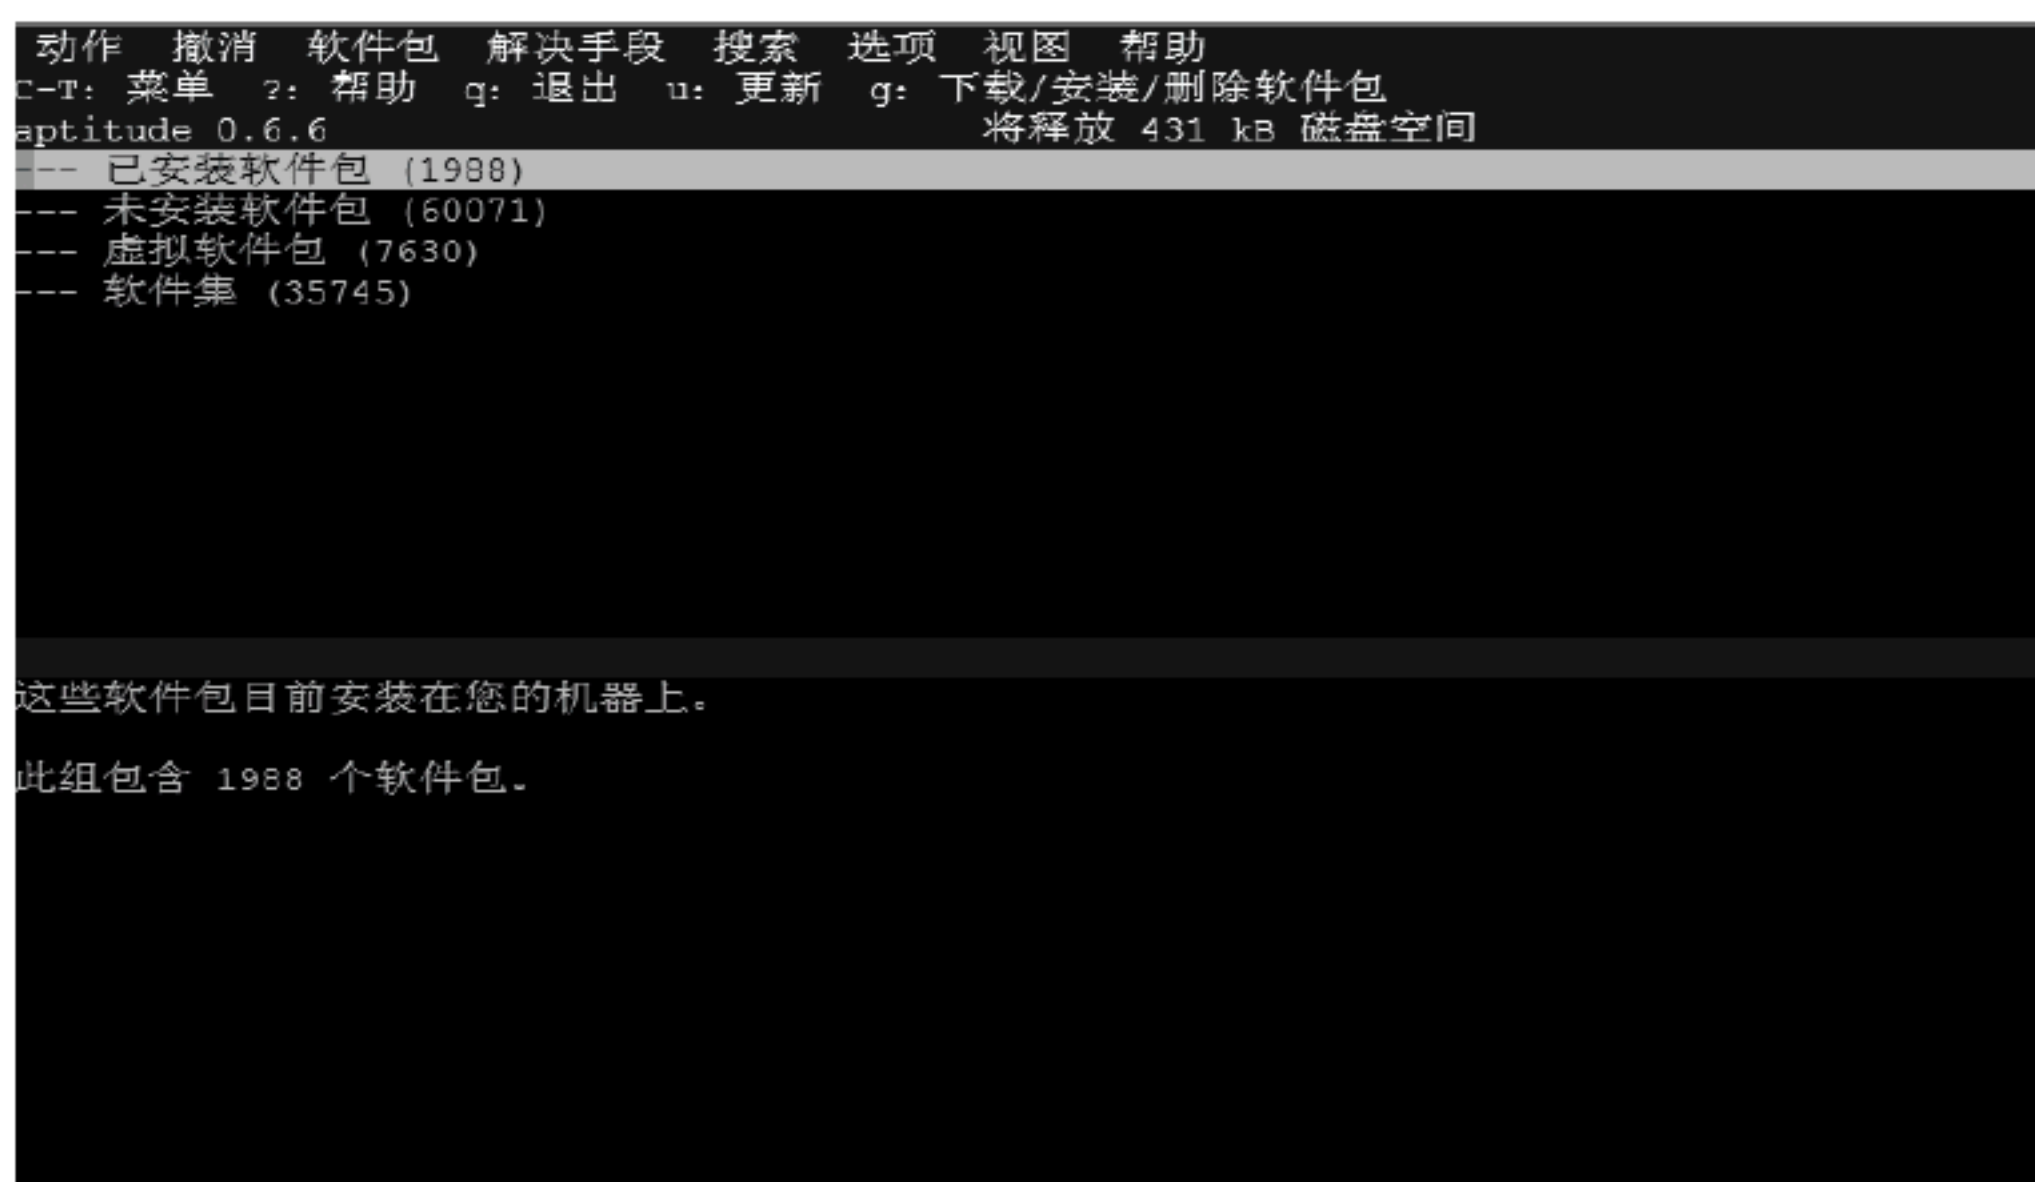 动作 撤消 软件包 解决手段 搜索 选项 视图 帮助
C-T: 菜单 ?: 帮助 q: 退出 u: 更新 g: 下载/安装/删除软件包
aptitude 0.6.6 将释放 431 kB 磁盘空间
--- 已安装软件包 (1988)
--- 未安装软件包 (60071)
--- 虚拟软件包 (7630)
--- 软件集 (35745)
这些软件包目前安装在您的机器上。
此组包含 1988 个软件包。